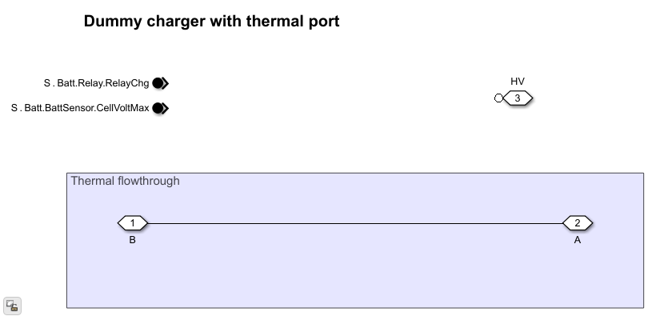 Dummy charger with thermal port
S . Batt.Relay.RelayChg
HV
3
S . Batt.BattSensor.CellVoltMax
Thermal flowthrough
1
2
B
A